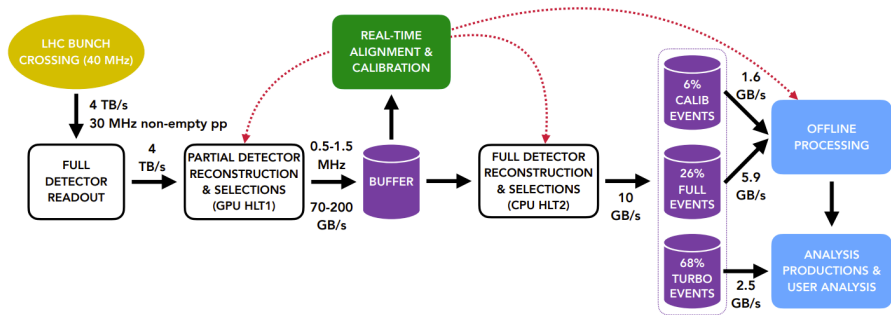 LHC BUNCH
CROSSING (40 MHz)
4 TB/s
30 MHz non-empty pp
FULL
DETECTOR
READOUT
4
TB/s
PARTIAL DETECTOR
RECONSTRUCTION
& SELECTIONS
(GPU HLT1)
0.5-1.5
MHz
70-200
GB/s
REAL-TIME
ALIGNMENT &
CALIBRATION
BUFFER
FULL DETECTOR
RECONSTRUCTION
& SELECTIONS
(CPU HLT2)
10
GB/s
6%
CALIB
EVENTS
26%
FULL
EVENTS
68%
TURBO
EVENTS
1.6
GB/s
5.9
GB/s
2.5
GB/s
OFFLINE
PROCESSING
ANALYSIS
PRODUCTIONS &
USER ANALYSIS